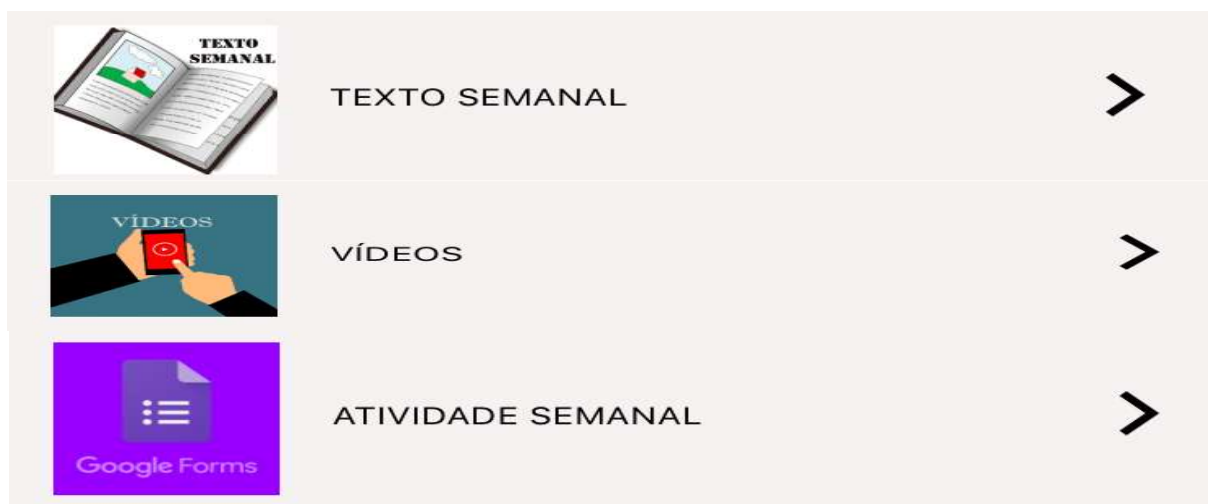 TEXTO
SEMANAL
TEXTO SEMANAL
VÍDEOS
VÍDEOS
Google Forms
ATIVIDADE SEMANAL